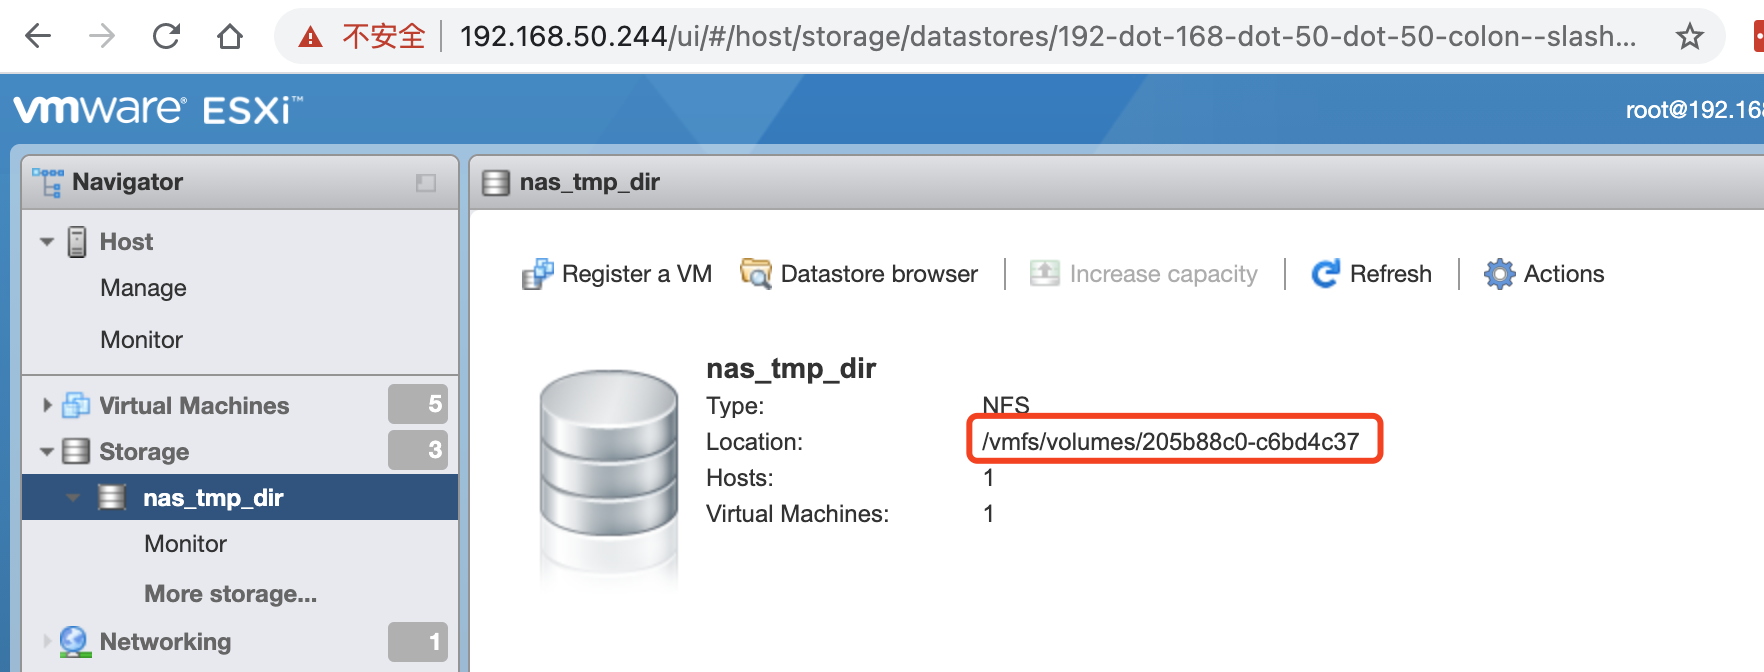 不安全 192.168.50.244/ui/#/host/storage/datastores/192-dot-168-dot-50-dot-50-colon--slash...
vmware® ESXi™
root@192.168
Navigator
Host
Manage
Monitor
Virtual Machines 5
Storage 3
nas_tmp_dir
Monitor
More storage...
Networking 1
nas_tmp_dir
Register a VM Datastore browser Increase capacity Refresh Actions
nas_tmp_dir
Type: NFS
Location: /vmfs/volumes/205b88c0-c6bd4c37
Hosts: 1
Virtual Machines: 1